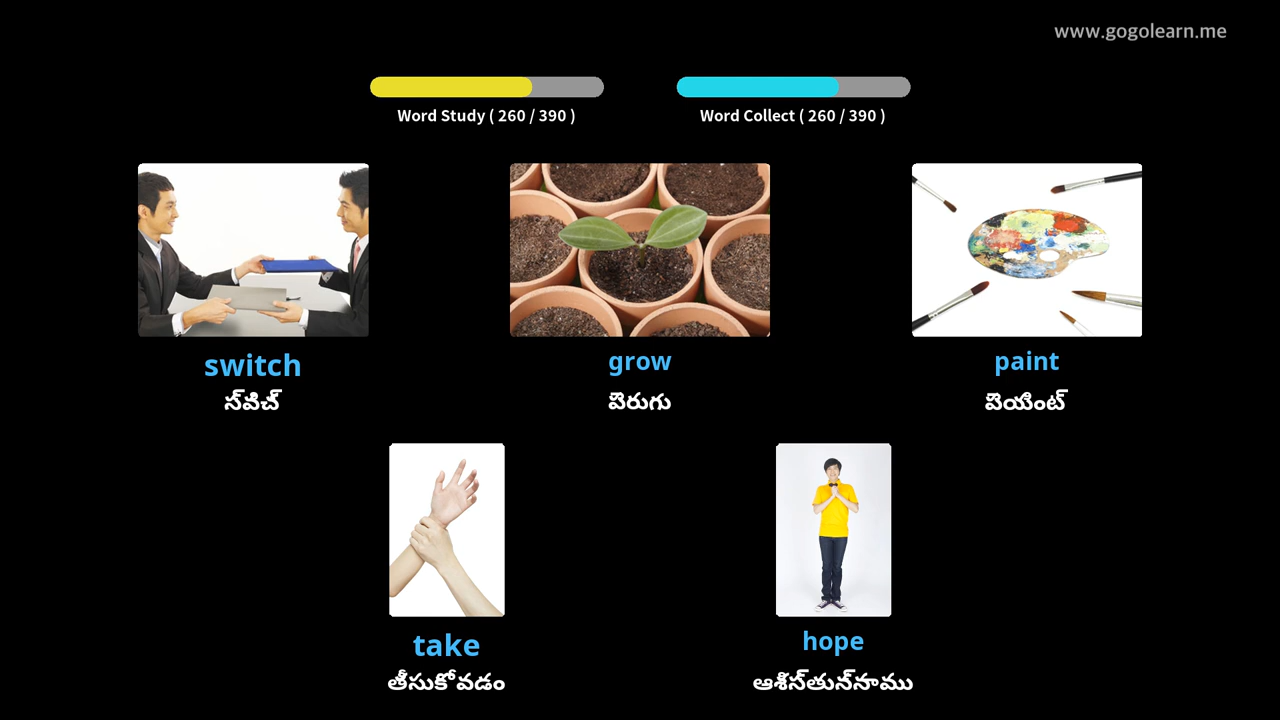 www.gogolearn.me
Word Study ( 260 / 390 )
Word Collect ( 260 / 390 )
switch
స్విచ్
grow
పెరుగు
paint
పెయింట్
take
తీసుకోవడం
hope
ఆశిస్తున్నాము